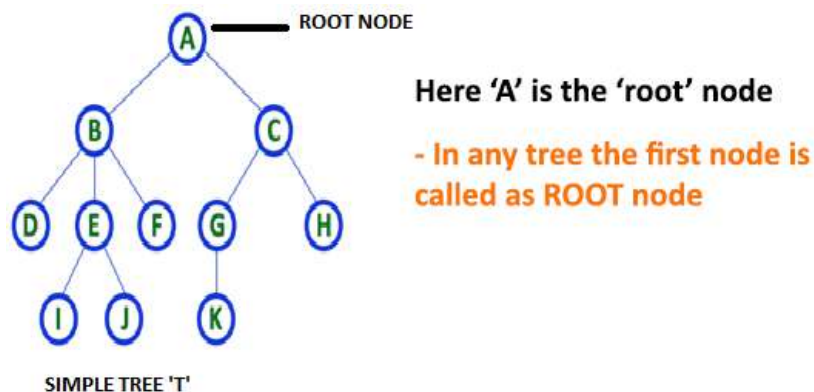 A
ROOT NODE
Here ‘A’ is the ‘root’ node
B
C
- In any tree the first node is
called as ROOT node
D E F G H
I J K
SIMPLE TREE 'T'